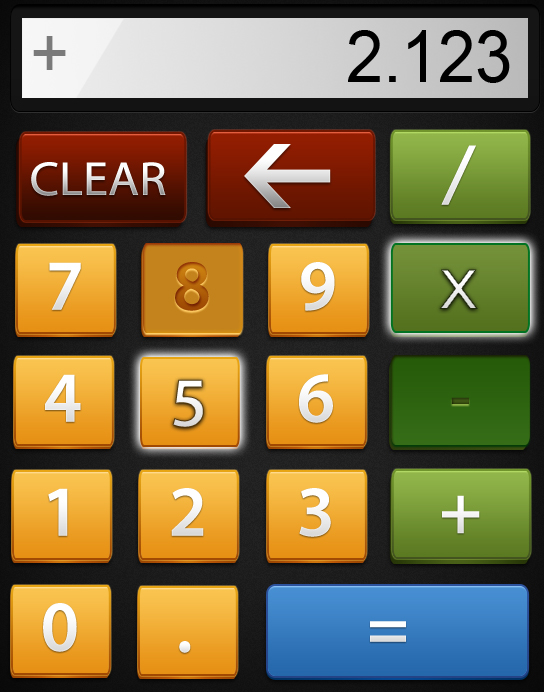 + 2.123
CLEAR ← /
7 8 9 X
4 5 6 -
1 2 3 +
0 . =